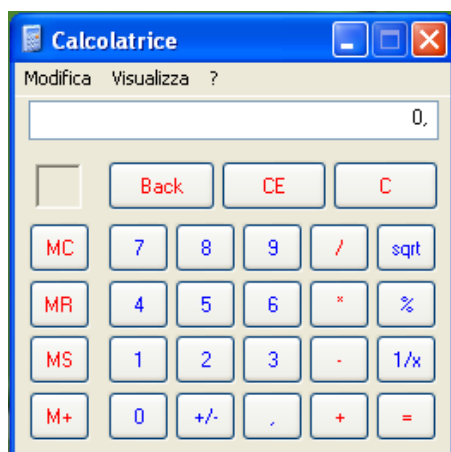 Calcolatrice
Modifica Visualizza ?
0,
Back CE C
MC 7 8 9 / sqrt
MR 4 5 6 * %
MS 1 2 3 - 1/x
M+ 0 +/- , + =